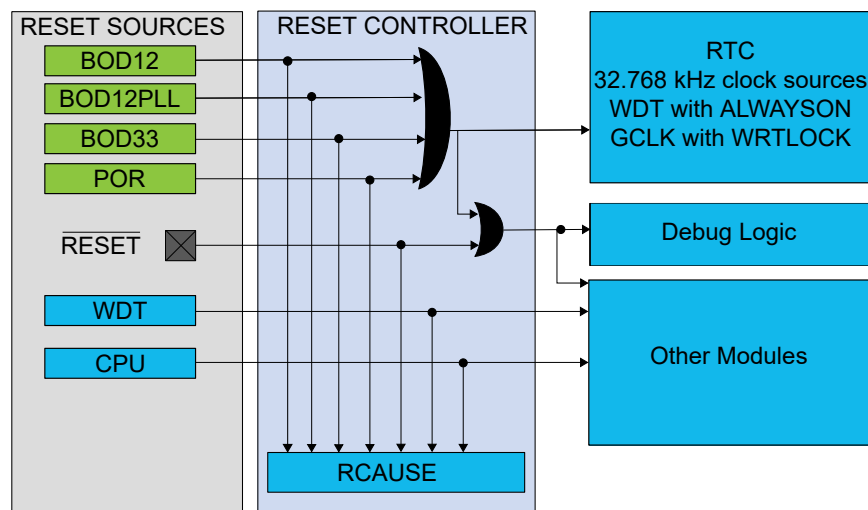 RESET SOURCES
BOD12
BOD12PLL
BOD33
POR
RESET
WDT
CPU
RESET CONTROLLER
RCAUSE
RTC
32.768 kHz clock sources
WDT with ALWAYSON
GCLK with WRTLOCK
Debug Logic
Other Modules